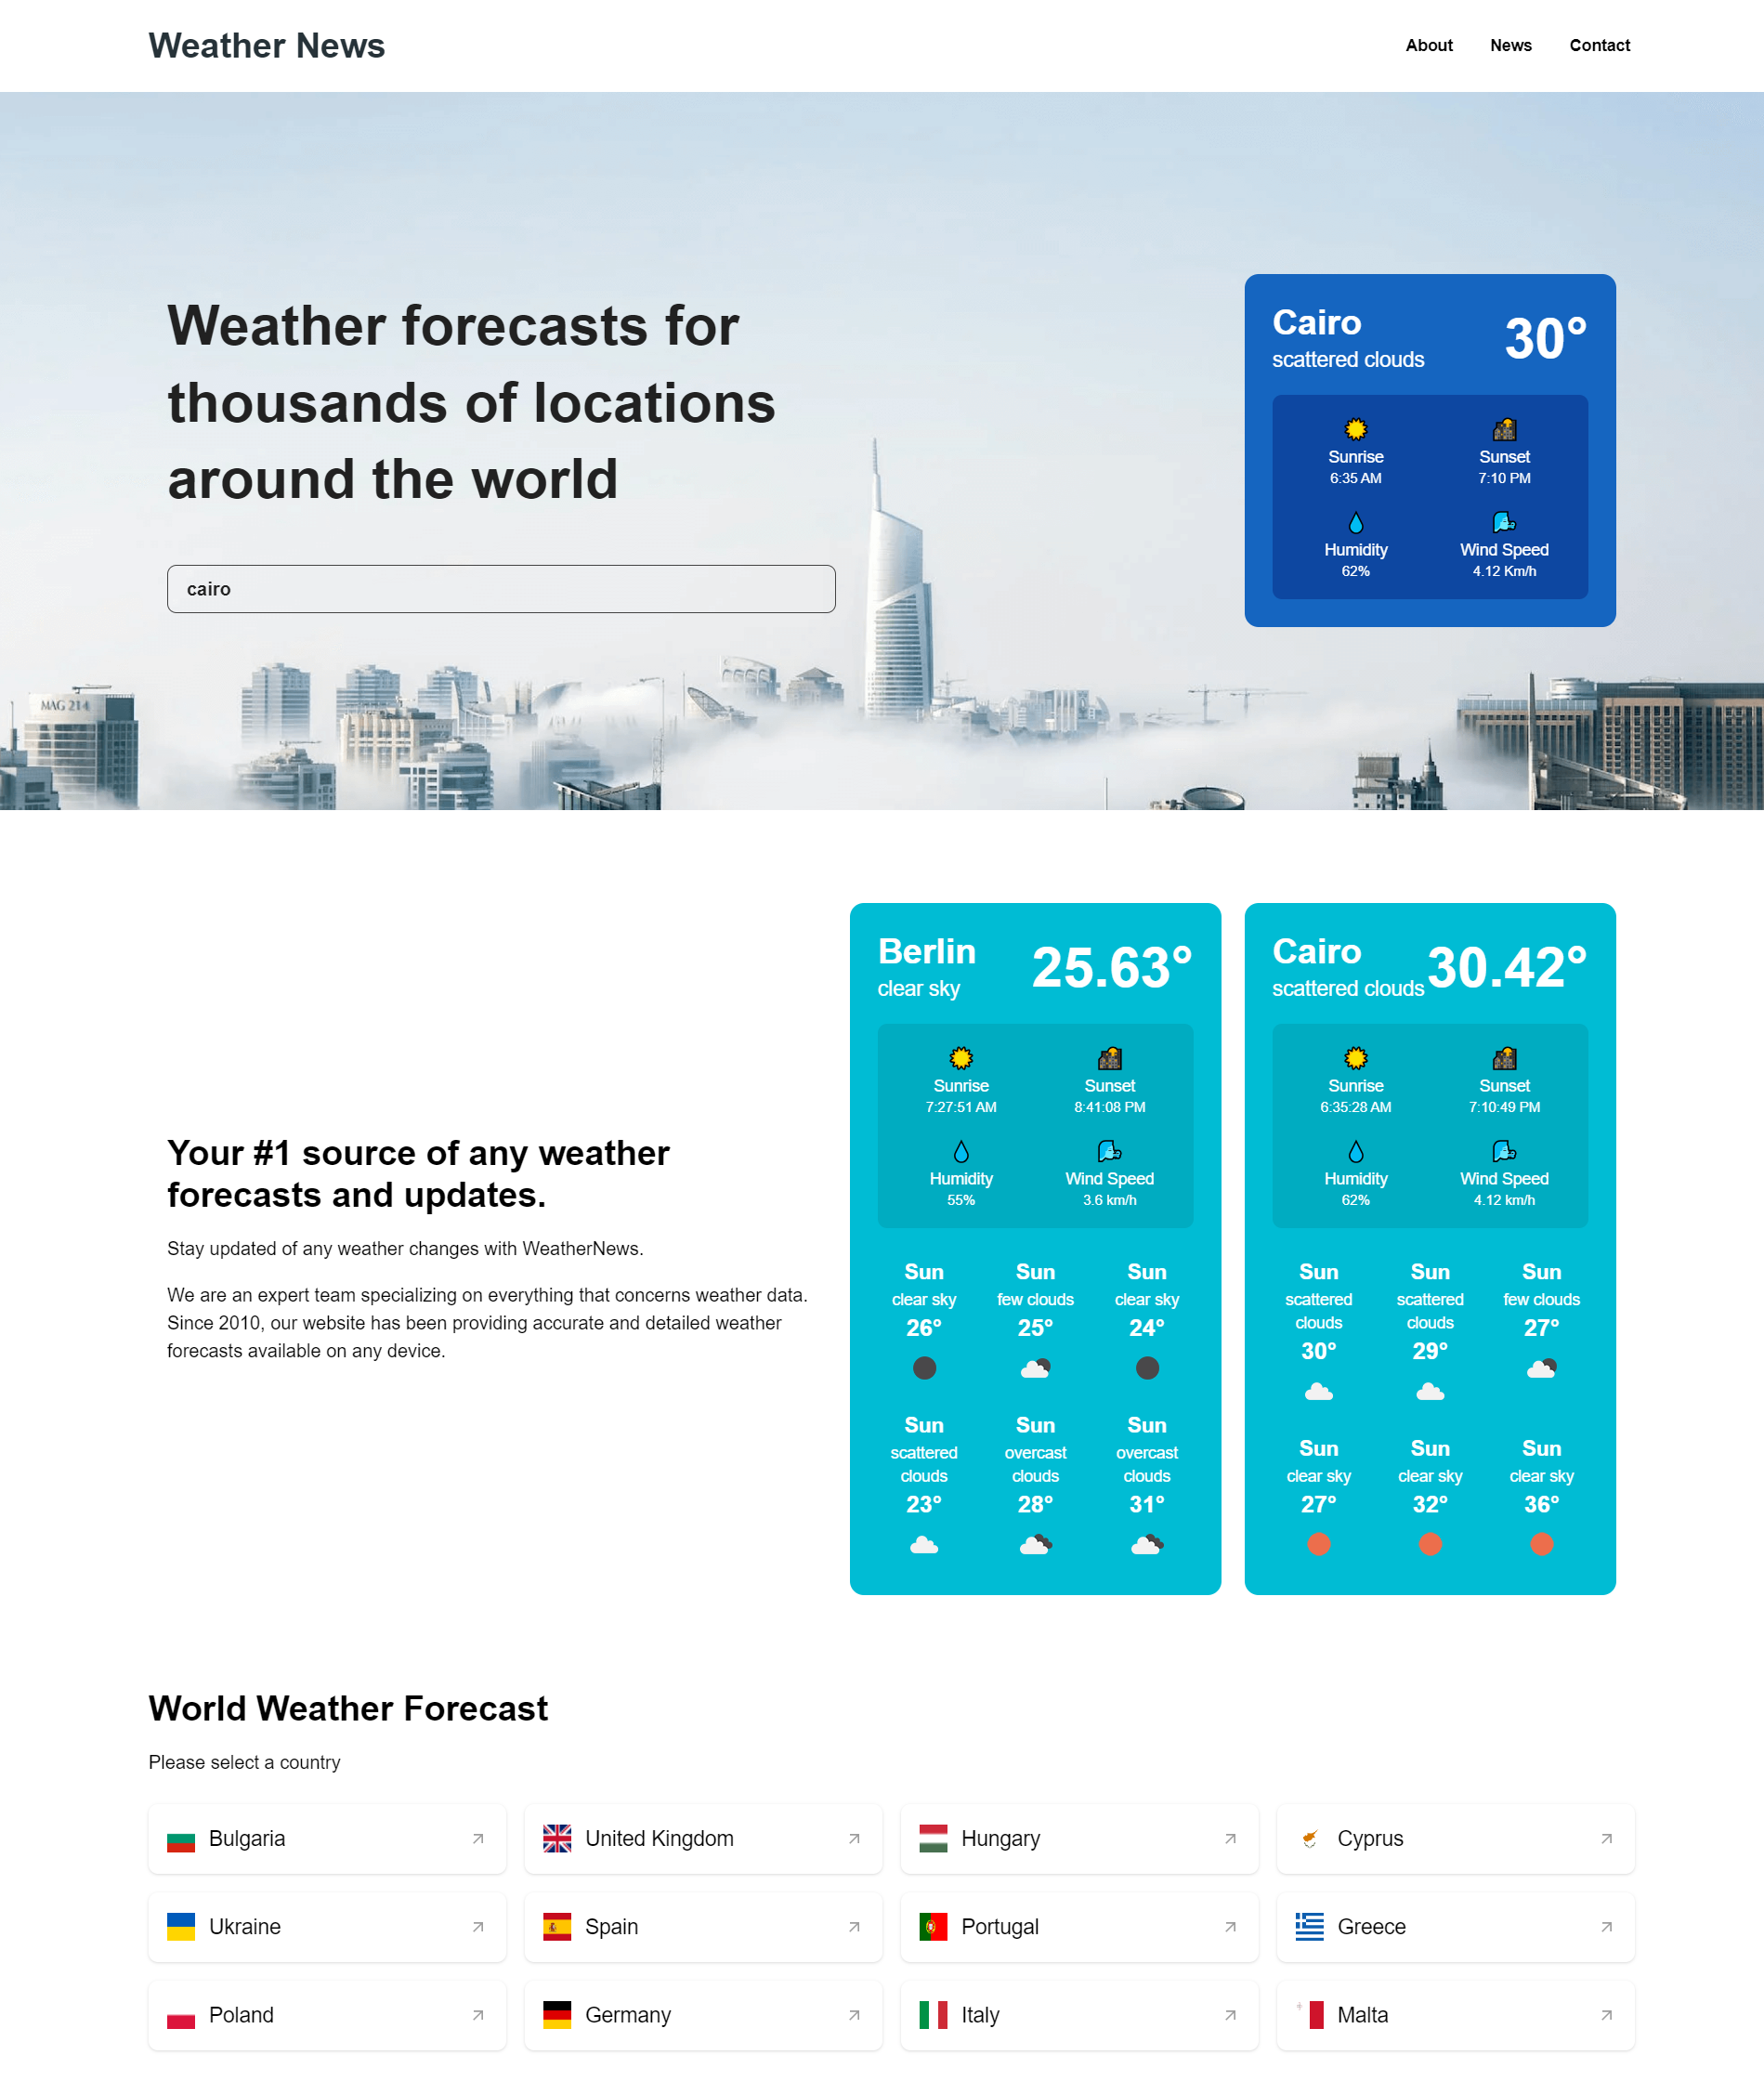 Weather News
About News Contact
Weather forecasts for
thousands of locations
around the world
cairo
Cairo
scattered clouds
30°
Sunrise Sunset
6:35 AM 7:10 PM
Humidity Wind Speed
62% 4.12 Km/h
MAG 214
Your #1 source of any weather
forecasts and updates.
Stay updated of any weather changes with WeatherNews.
We are an expert team specializing on everything that concerns weather data.
Since 2010, our website has been providing accurate and detailed weather
forecasts available on any device.
Berlin
clear sky
25.63°
Sunrise Sunset
7:27:51 AM 8:41:08 PM
Humidity Wind Speed
55% 3.6 km/h
Sun Sun Sun
clear sky few clouds clear sky
26° 25° 24°
Sun Sun Sun
scattered overcast overcast
clouds clouds clouds
23° 28° 31°
Cairo
scattered clouds
30.42°
Sunrise Sunset
6:35:28 AM 7:10:49 PM
Humidity Wind Speed
62% 4.12 km/h
Sun Sun Sun
scattered scattered few clouds
clouds clouds 27°
30° 29°
Sun Sun Sun
clear sky clear sky clear sky
27° 32° 36°
World Weather Forecast
Please select a country
Bulgaria United Kingdom Hungary Cyprus
Ukraine Spain Portugal Greece
Poland Germany Italy Malta